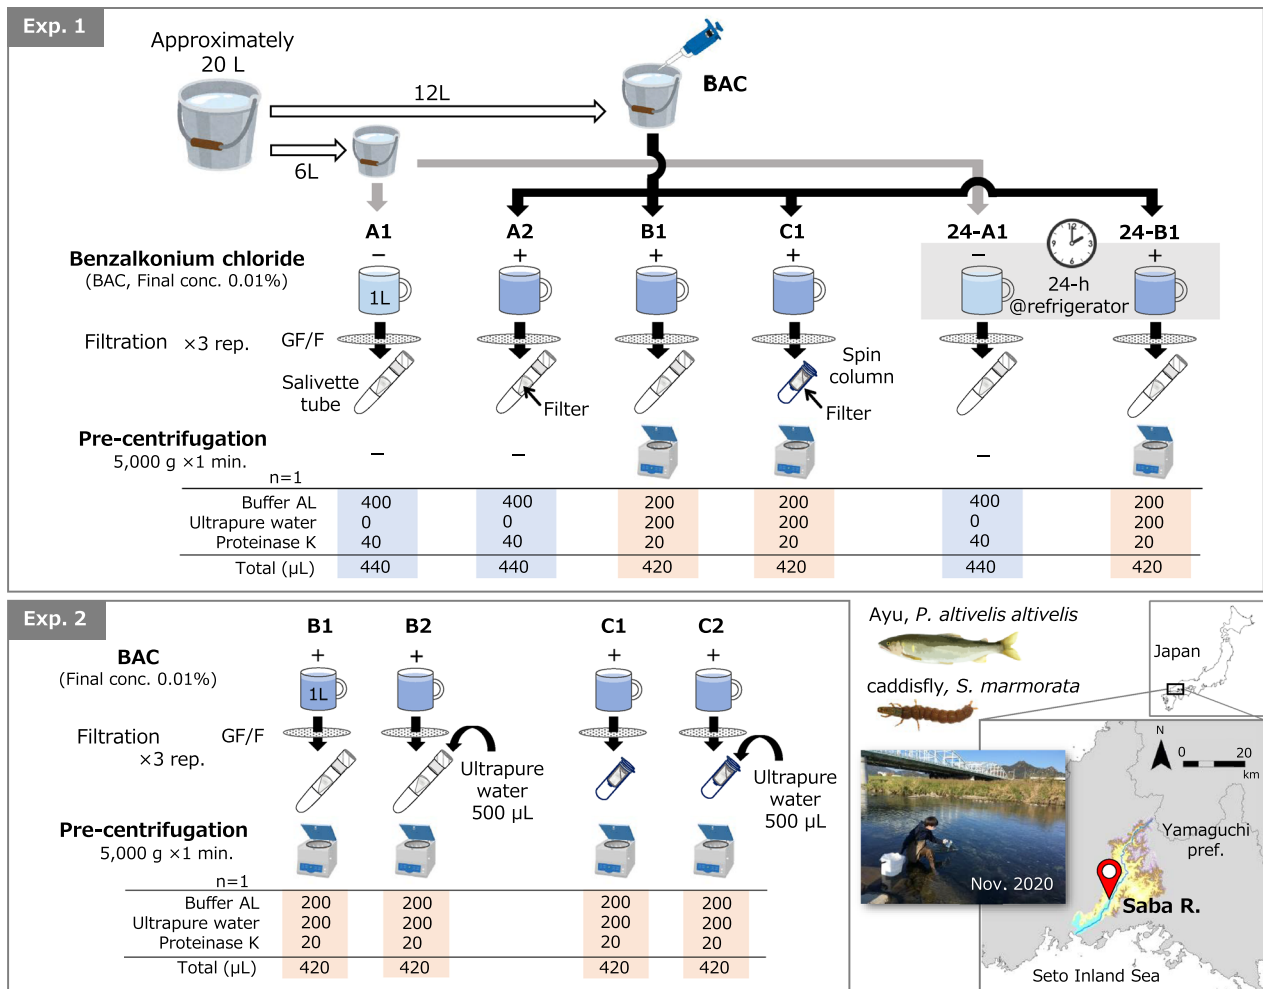 Exp. 1
Approximately
20 L
12L
6L
BAC
A1
A2
B1
C1
24-A1
24-B1
Benzalkonium chloride
(BAC, Final conc. 0.01%)
−
+
+
+
−
+
1L
24-h
@refrigerator
Filtration ×3 rep.
GF/F
Salivette
tube
Filter
Spin
column
Filter
Pre-centrifugation
5,000 g ×1 min.
−
−
−
n=1
Buffer AL 400 400 200 200 400 200
Ultrapure water 0 0 200 200 0 200
Proteinase K 40 40 20 20 40 20
Total (µL) 440 440 420 420 440 420
Exp. 2
B1
B2
C1
C2
BAC
(Final conc. 0.01%)
+
+
+
+
1L
Filtration
×3 rep.
GF/F
Ultrapure
water
500 µL
Ultrapure
water
500 µL
Pre-centrifugation
5,000 g ×1 min.
n=1
Buffer AL 200 200 200 200
Ultrapure water 200 200 200 200
Proteinase K 20 20 20 20
Total (µL) 420 420 420 420
Ayu, P. altivelis altivelis
caddisfly, S. marmorata
Japan
Nov. 2020
N
0 20
km
Yamaguchi
pref.
Saba R.
Seto Inland Sea